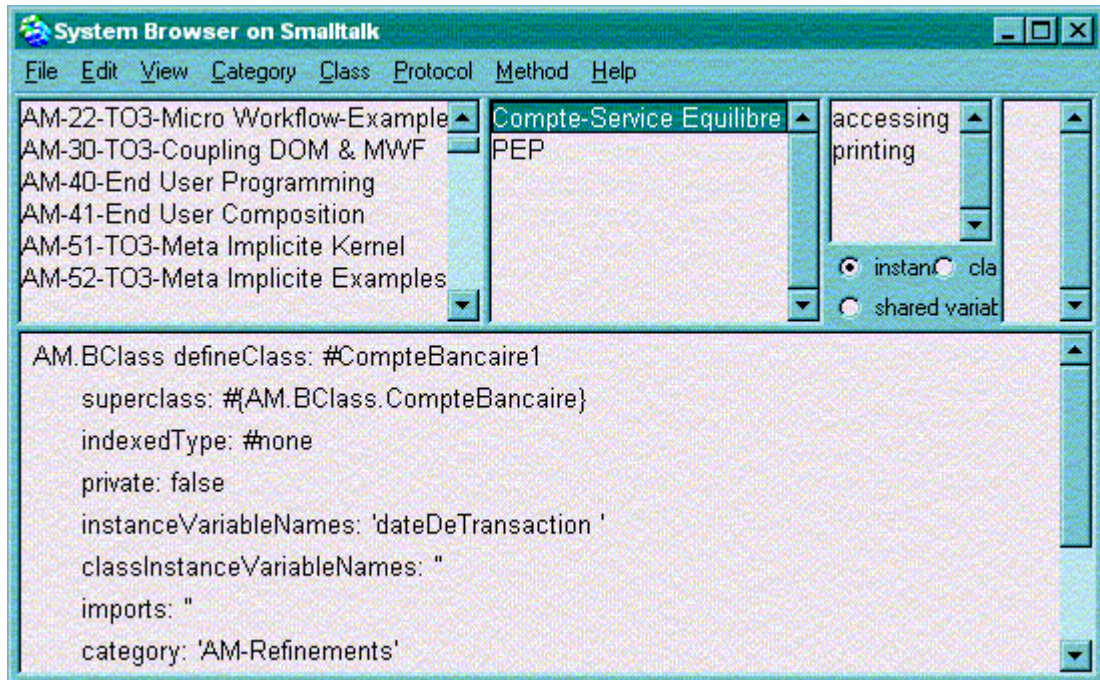 System Browser on Smalltalk
File Edit View Category Class Protocol Method Help
AM-22-TO3-Micro Workflow-Example
AM-30-TO3-Coupling DOM & MWF
AM-40-End User Programming
AM-41-End User Composition
AM-51-TO3-Meta Implicite Kernel
AM-52-TO3-Meta Implicite Examples
Compte-Service Equilibre
PEP
accessing
printing
instan cla
shared variat
AM.BClass defineClass: #CompteBancaire1
superclass: #{AM.BClass.CompteBancaire}
indexedType: #none
private: false
instanceVariableNames: 'dateDeTransaction '
classInstanceVariableNames: ''
imports: ''
category: 'AM-Refinements'